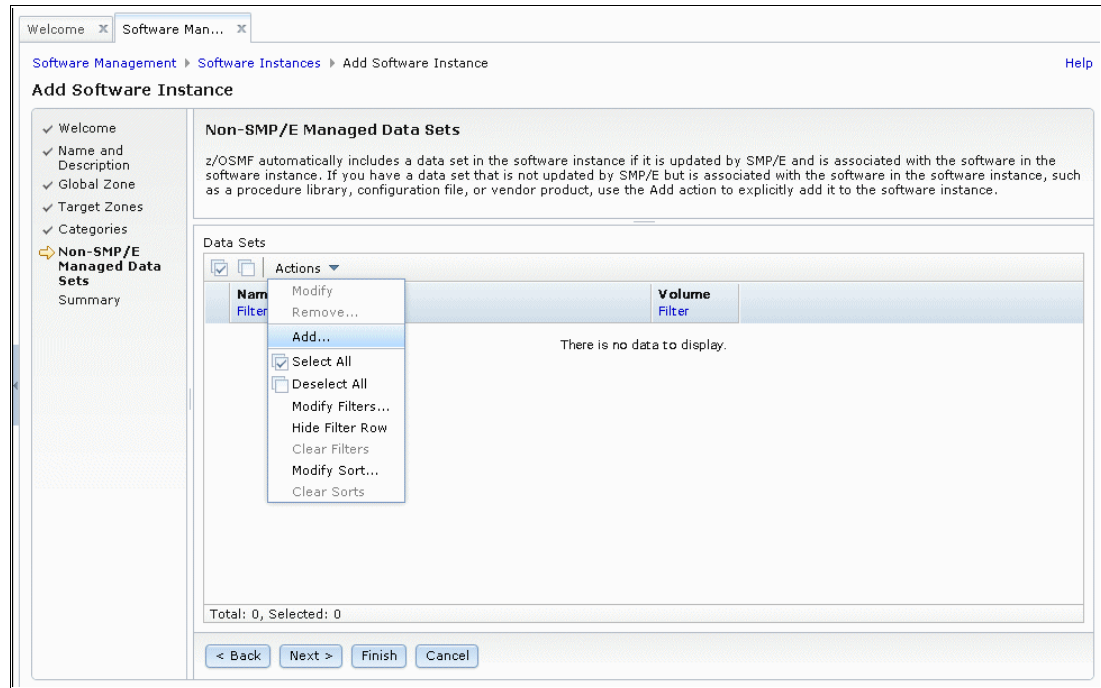 Welcome X Software Man... X
Software Management Software Instances Add Software Instance Help
Add Software Instance
Welcome
Name and
Description
Global Zone
Target Zones
Categories
Non-SMP/E
Managed Data
Sets
Summary
Non-SMP/E Managed Data Sets
z/OSMF automatically includes a data set in the software instance if it is updated by SMP/E and is associated with the software in the
software instance. If you have a data set that is not updated by SMP/E but is associated with the software in the software instance, such
as a procedure library, configuration file, or vendor product, use the Add action to explicitly add it to the software instance.
Data Sets
Actions
Nam Volume
Filter Filter
There is no data to display.
Modify
Remove...
Add...
Select All
Deselect All
Modify Filters...
Hide Filter Row
Clear Filters
Modify Sort...
Clear Sorts
Total: 0, Selected: 0
< Back Next > Finish Cancel